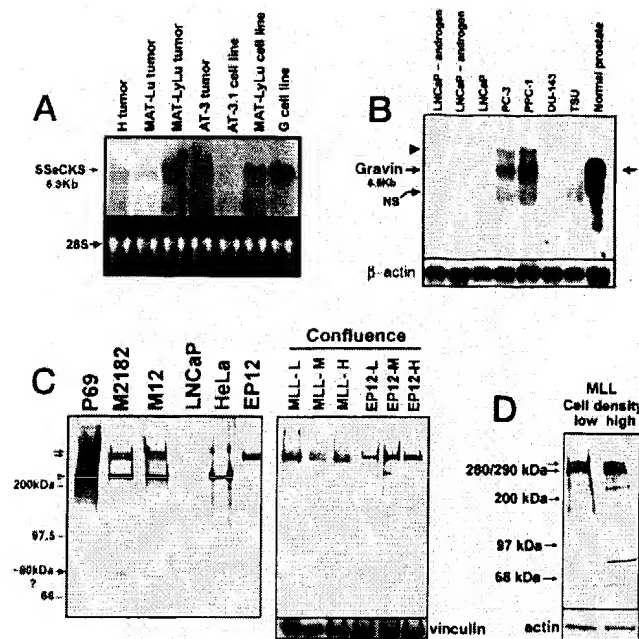 A
H tumor
MAT-Lu tumor
MAT-LyLu tumor
AT-3 tumor
AT-3.1 cell line
MAT-LyLu cell line
G cell line
SSeCKS
28S
B
LNCaP - androgen
LNCaP - androgen
LNCaP
PC-3
PPC-1
DU-143
TSU
Normal prostate
Gravin
NS
β-actin
C
P69
M2182
M12
LNCaP
HeLa
EP12
200kDa
97.5
~80kDa
?
68
Confluence
MLL- L
MLL- M
MLL- H
EP12-L
EP12-M
EP12-H
vinculin
D
MLL
Cell density
low high
280/290 kDa
200 kDa
97 kDa
68 kDa
actin